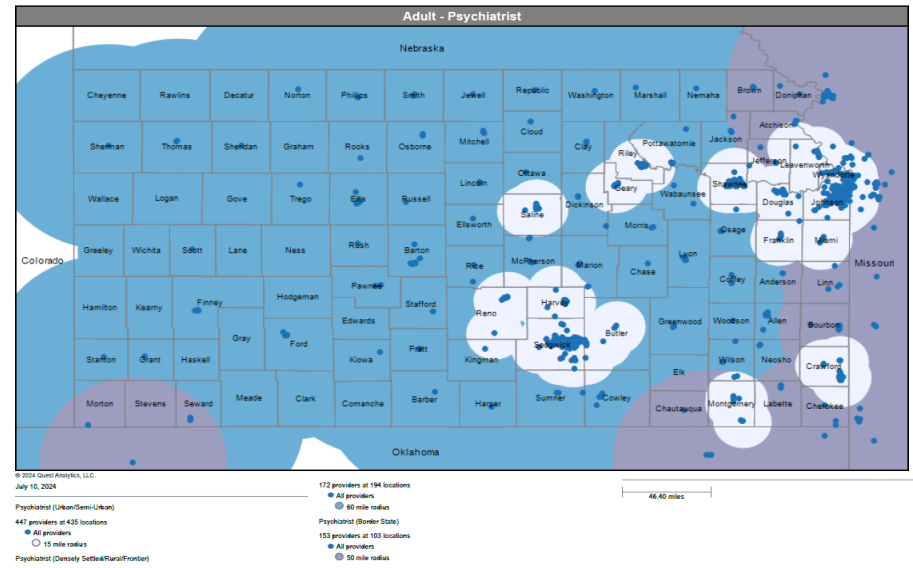 Adult - Psychiatrist
Nebraska
Cheyenne Rawlins Decatur Norton Phillips Smith Jewell Republic Washington Marshall Nemaha Brown Doniphan
Sherman Thomas Sheridan Graham Rooks Osborne Mitchell Cloud Clay Riley Pottawatomie Jackson Atchison Jefferson Leavenworth
Wallace Logan Gove Trego Ellis Russell Lincoln Ottawa Saline Dickinson Geary Wabaunsee Shawnee Douglas Johnson Wyandotte
Greeley Wichita Scott Lane Ness Rush Barton Ellsworth McPherson Marion Morris Lyon Osage Franklin Miami
Colorado
Missouri
Hamilton Kearny Finney Hodgeman Pawnee Stafford Rice Reno Harvey Chase Coffey Anderson Linn
Gray Ford Edwards Sedgwick Butler Greenwood Woodson Allen Bourbon
Stanton Grant Haskell Kiowa Pratt Kingman Elk Wilson Neosho Crawford
Morton Stevens Seward Meade Clark Comanche Barber Harper Sumner Cowley Chautauqua Montgomery Labette Cherokee
Oklahoma
© 2024 Quest Analytics, LLC.
July 10, 2024
Psychiatrist (Urban/Semi-Urban)
447 providers at 435 locations
All providers
15 mile radius
Psychiatrist (Densely Settled/Rural/Frontier)
172 providers at 194 locations
All providers
60 mile radius
Psychiatrist (Border State)
153 providers at 103 locations
All providers
50 mile radius
46.40 miles